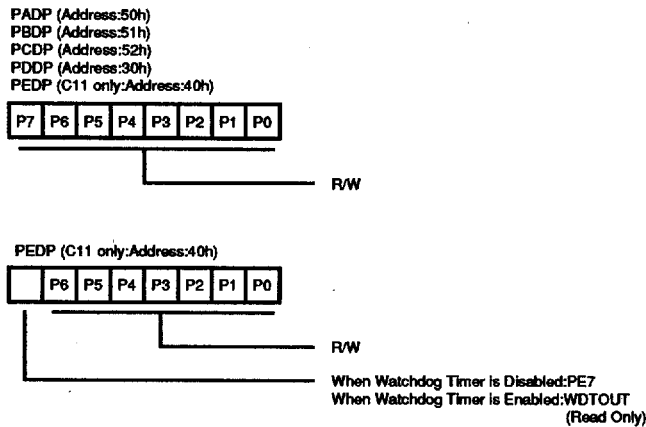 PADP (Address:50h)
PBDP (Address:51h)
PCDP (Address:52h)
PDDP (Address:30h)
PEDP (C11 only:Address:40h)
P7 P6 P5 P4 P3 P2 P1 P0
R/W
PEDP (C11 only:Address:40h)
P6 P5 P4 P3 P2 P1 P0
R/W
When Watchdog Timer is Disabled:PE7
When Watchdog Timer is Enabled:WDTOUT
(Read Only)